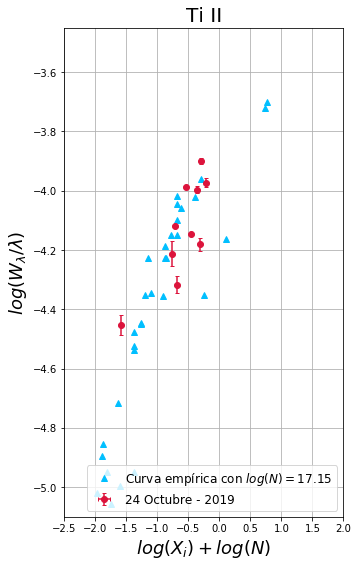 Ti II
log(W_λ/λ)
−3.6
−3.8
−4.0
−4.2
−4.4
−4.6
−4.8
−5.0
Curva empírica con log(N) = 17.15
24 Octubre - 2019
−2.5 −2.0 −1.5 −1.0 −0.5 0.0 0.5 1.0 1.5 2.0
log(X_i) + log(N)